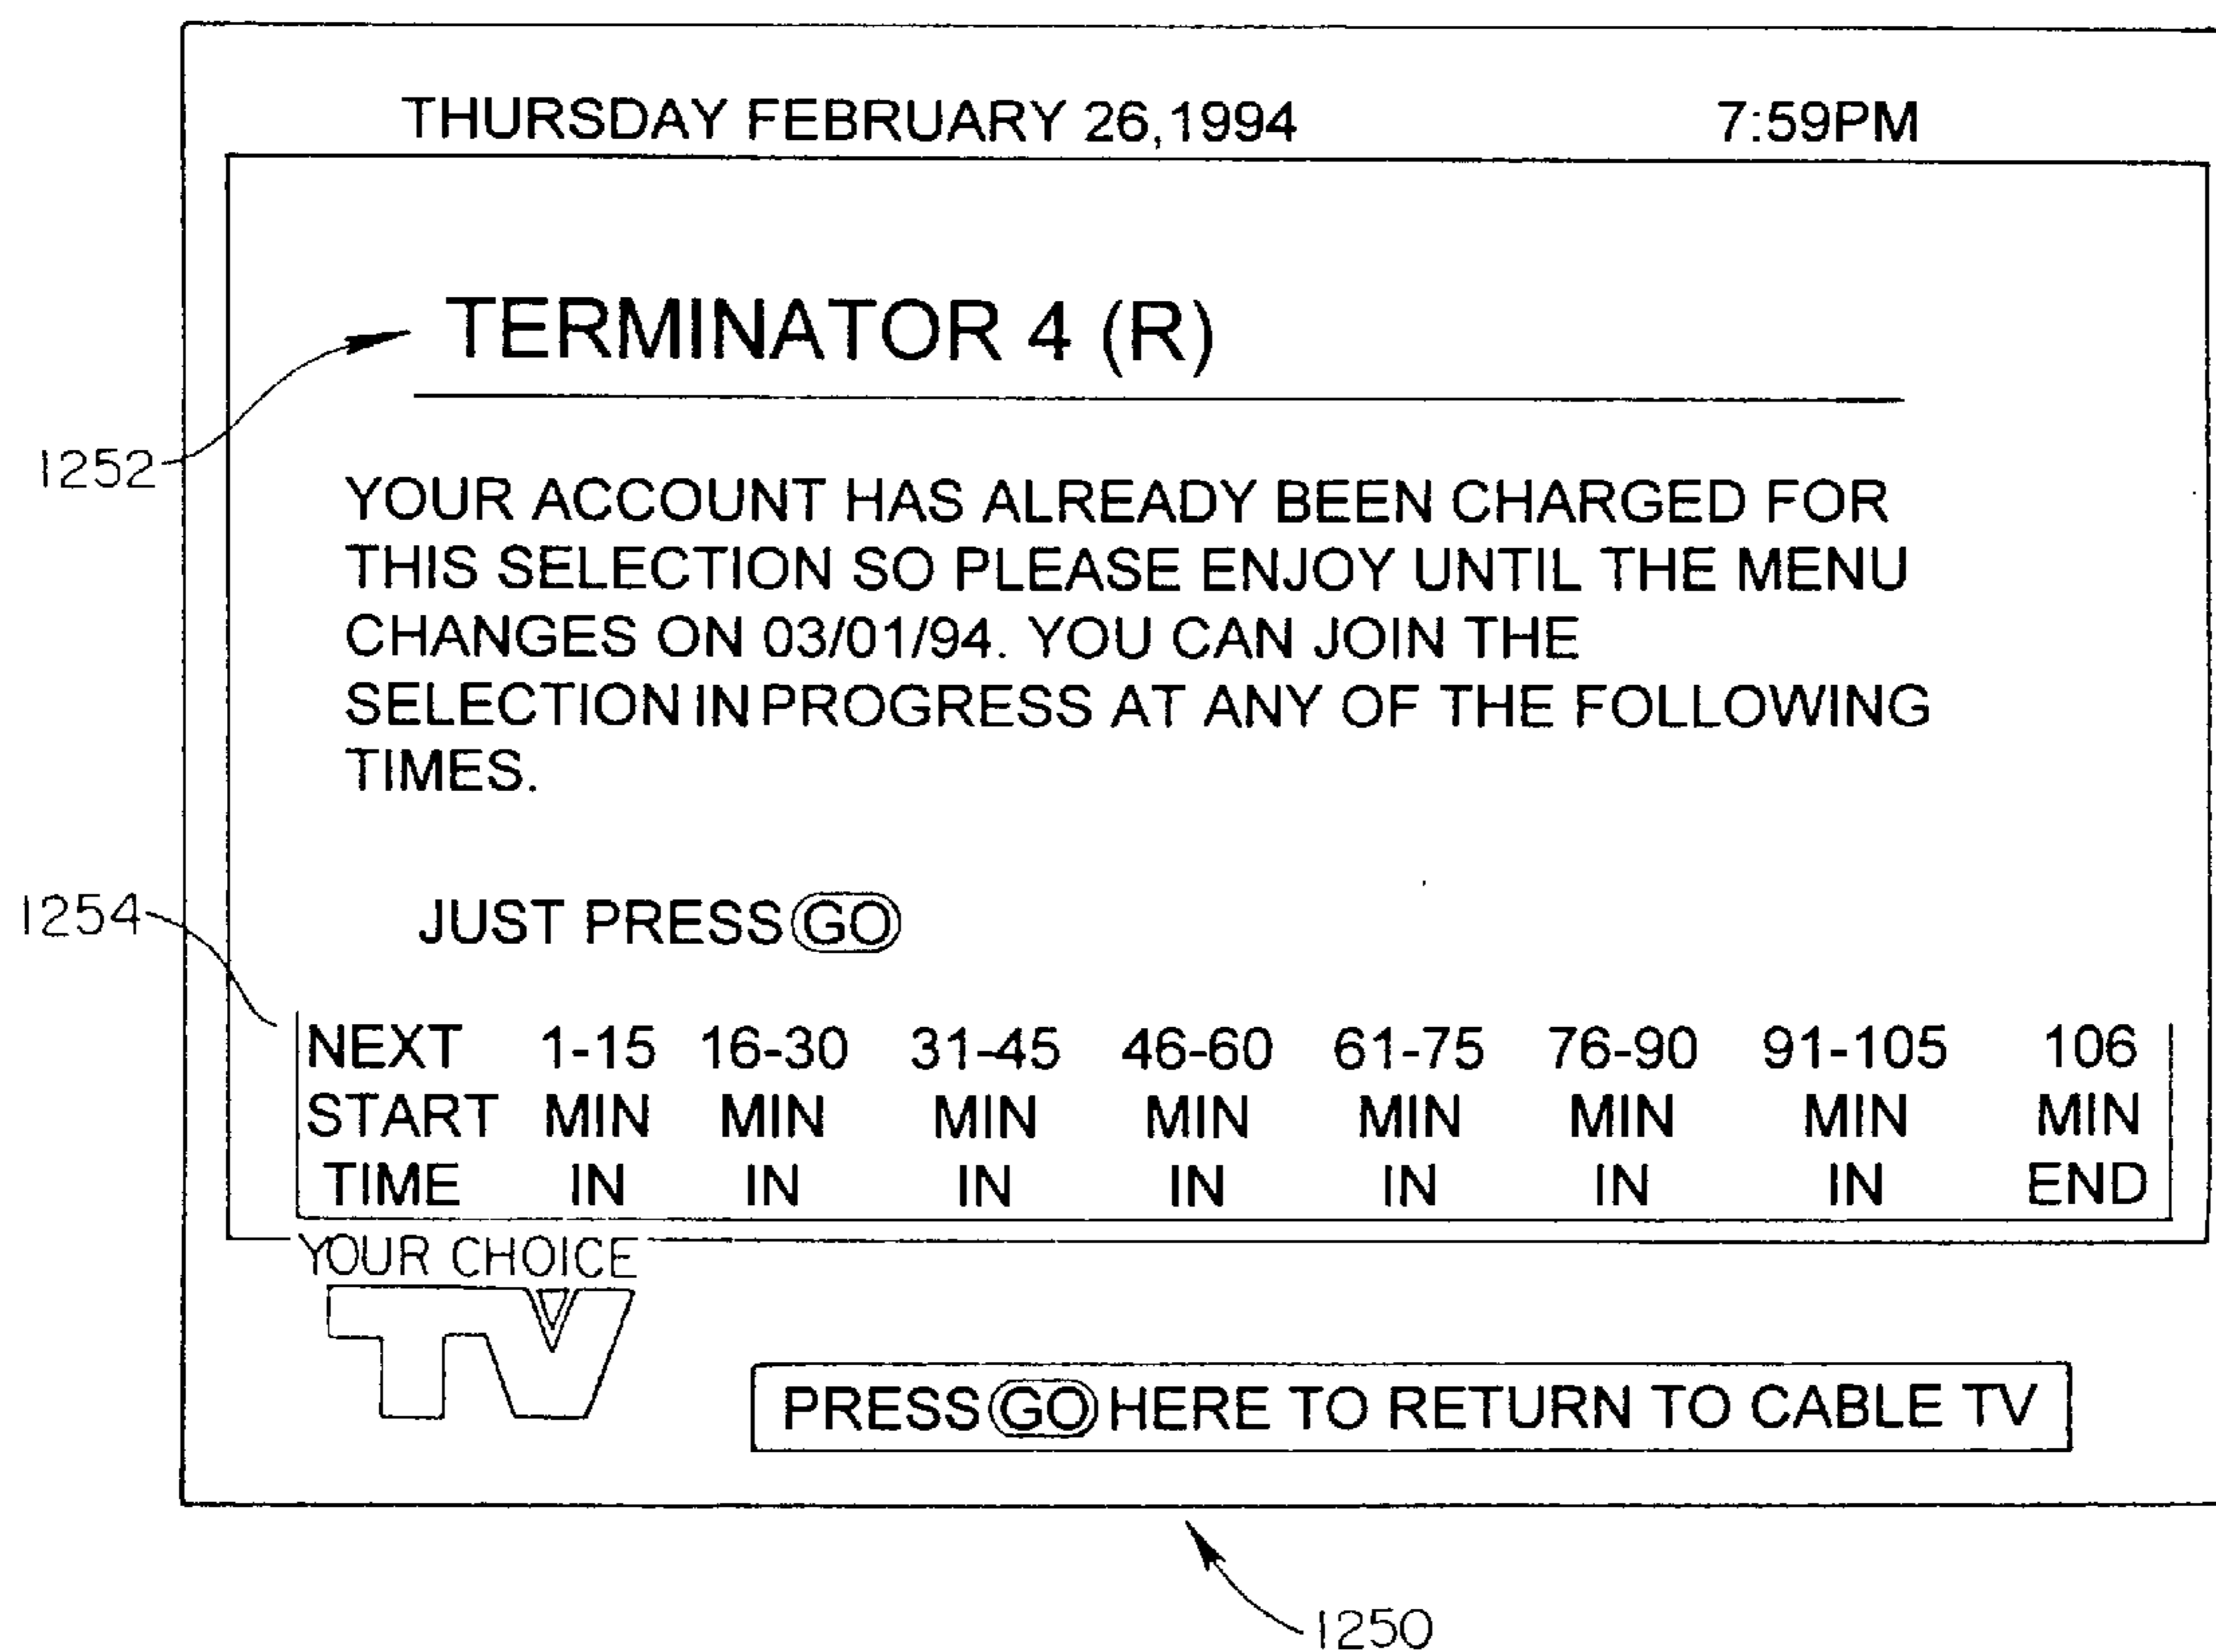 THURSDAY FEBRUARY 26,1994 7:59PM
TERMINATOR 4 (R)
1252
YOUR ACCOUNT HAS ALREADY BEEN CHARGED FOR
THIS SELECTION SO PLEASE ENJOY UNTIL THE MENU
CHANGES ON 03/01/94. YOU CAN JOIN THE
SELECTION IN PROGRESS AT ANY OF THE FOLLOWING
TIMES.
1254
JUST PRESS GO
NEXT 1-15 16-30 31-45 46-60 61-75 76-90 91-105 106
START MIN MIN MIN MIN MIN MIN MIN MIN
TIME IN IN IN IN IN IN IN END
YOUR CHOICE
TV
PRESS GO HERE TO RETURN TO CABLE TV
1250